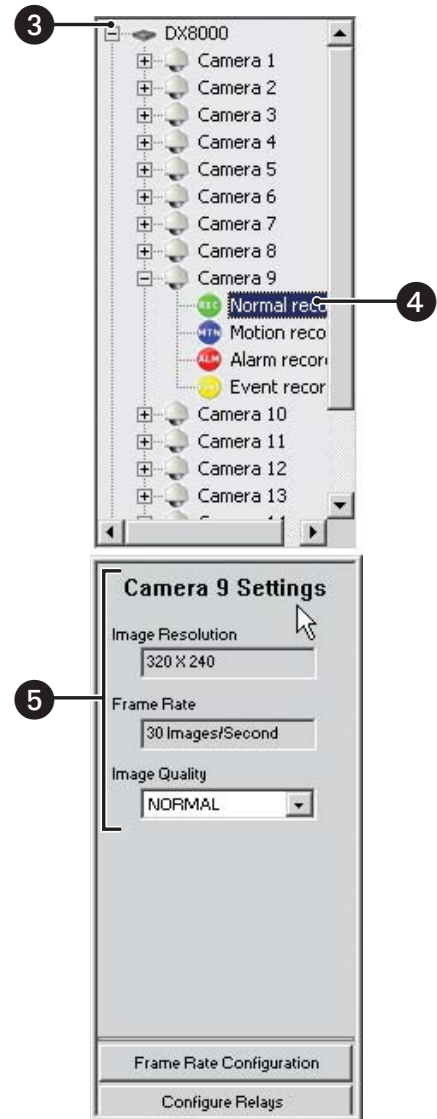 3
DX8000
Camera 1
Camera 2
Camera 3
Camera 4
Camera 5
Camera 6
Camera 7
Camera 8
Camera 9
REC Normal reco
4
MTN Motion reco
ALM Alarm recor
Event recor
Camera 10
Camera 11
Camera 12
Camera 13
Camera 9 Settings
Image Resolution
320 X 240
5
Frame Rate
30 Images/Second
Image Quality
NORMAL
Frame Rate Configuration
Configure Relays